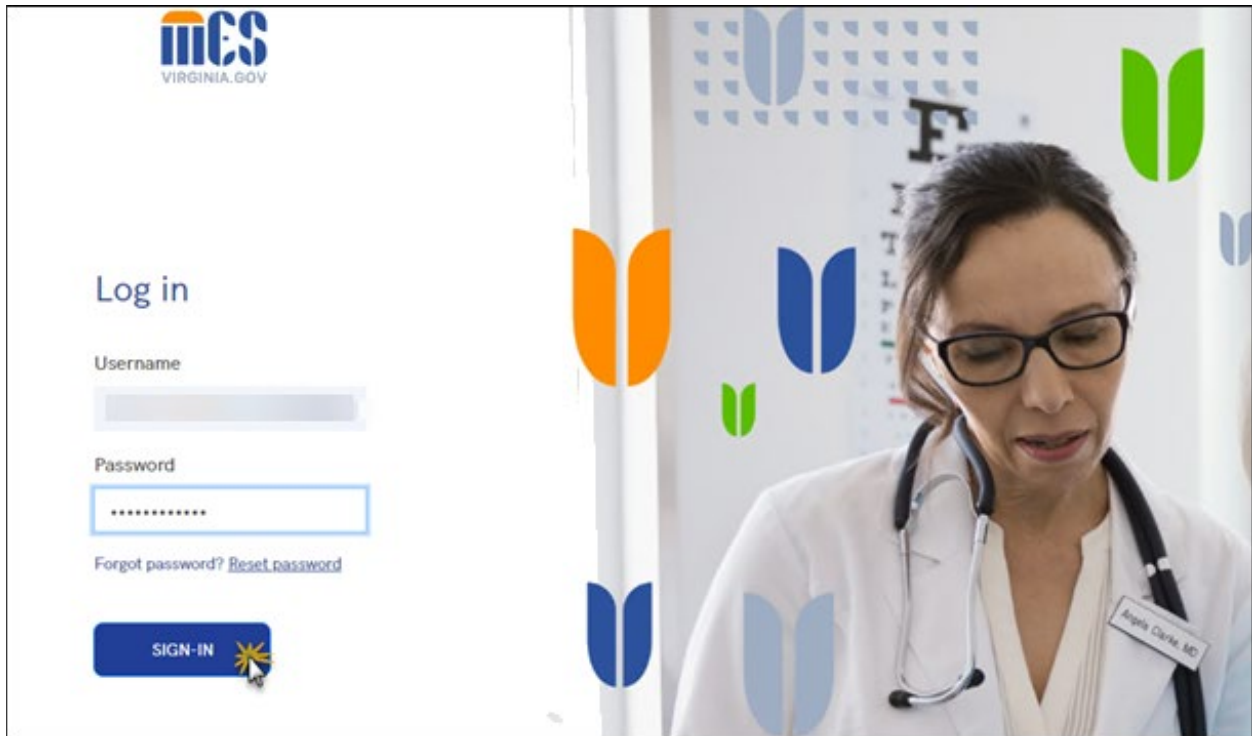 mES
VIRGINIA.GOV
Log in
Username
Password
••••••••••••
Forgot password? Reset password
SIGN-IN
E
Angela Clarke, MD